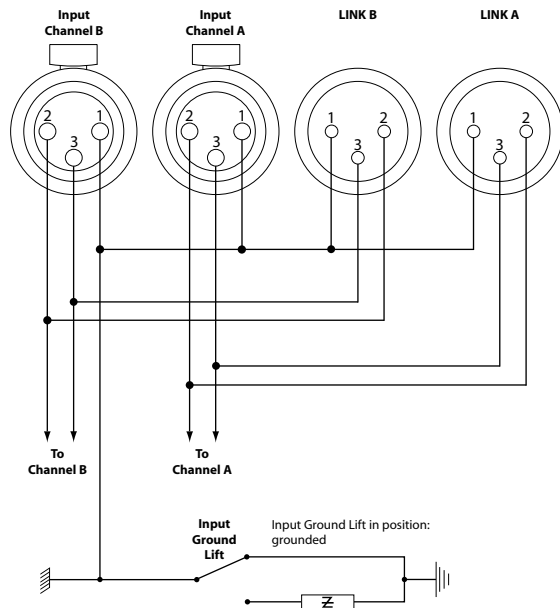 Input
Channel B
Input
Channel A
LINK B
LINK A
2
1
3
2
1
3
1
2
3
1
2
3
To
Channel B
To
Channel A
Input
Ground
Lift
Input Ground Lift in position:
grounded